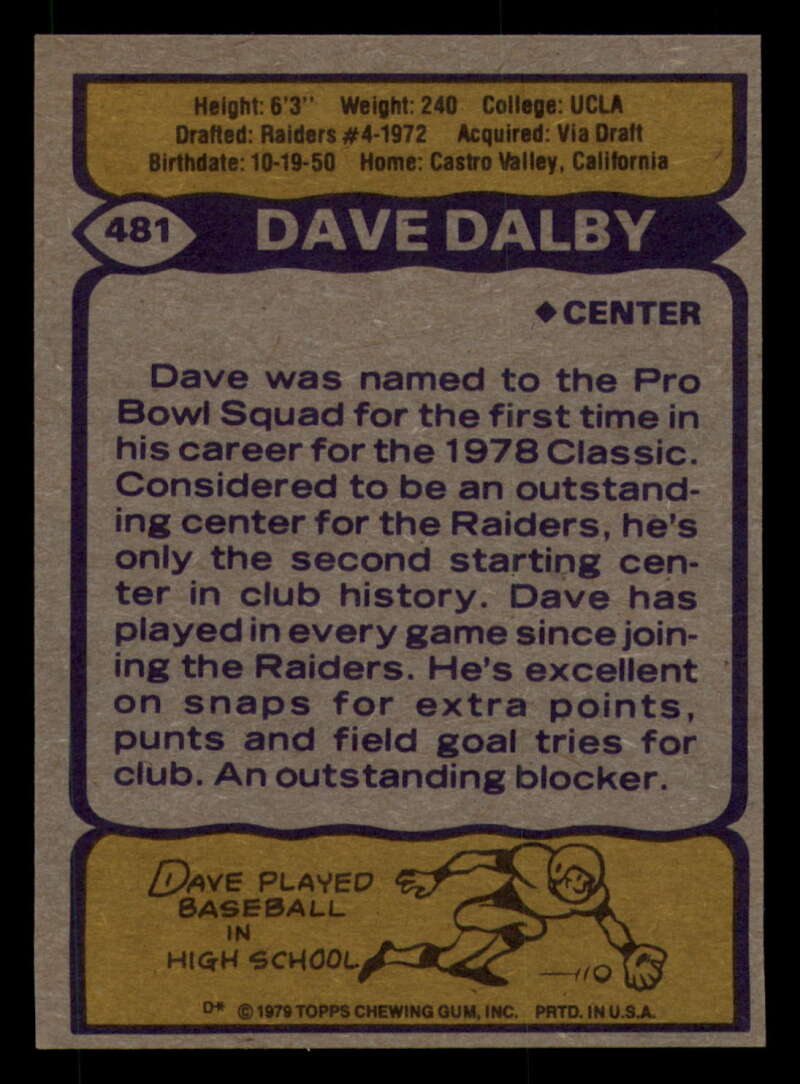 Height: 6'3" Weight: 240 College: UCLA
Drafted: Raiders #4-1972 Acquired: Via Draft
Birthdate: 10-19-50 Home: Castro Valley, California
481 DAVE DALBY
♦CENTER
Dave was named to the Pro
Bowl Squad for the first time in
his career for the 1978 Classic.
Considered to be an outstand-
ing center for the Raiders, he's
only the second starting cen-
ter in club history. Dave has
played in every game since join-
ing the Raiders. He's excellent
on snaps for extra points,
punts and field goal tries for
club. An outstanding blocker.
DAVE PLAYED
BASEBALL
IN
HIGH SCHOOL
D* © 1979 TOPPS CHEWING GUM, INC. PRTD. IN U.S.A.